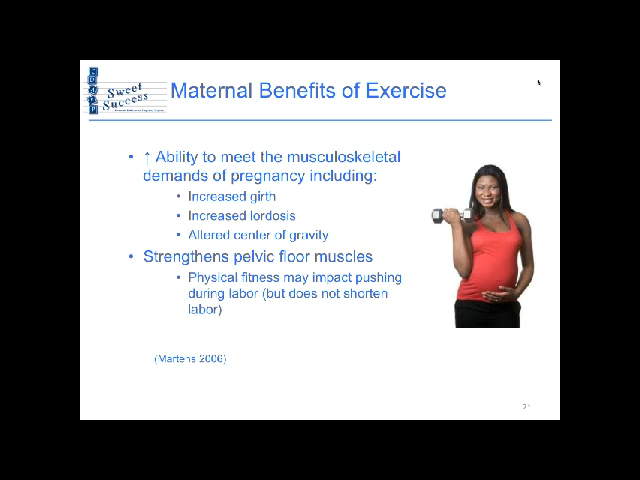 Sweet
Success
Maternal Benefits of Exercise
• ↑ Ability to meet the musculoskeletal
demands of pregnancy including:
• Increased girth
• Increased lordosis
• Altered center of gravity
• Strengthens pelvic floor muscles
• Physical fitness may impact pushing
during labor (but does not shorten
labor)
(Martens 2006)